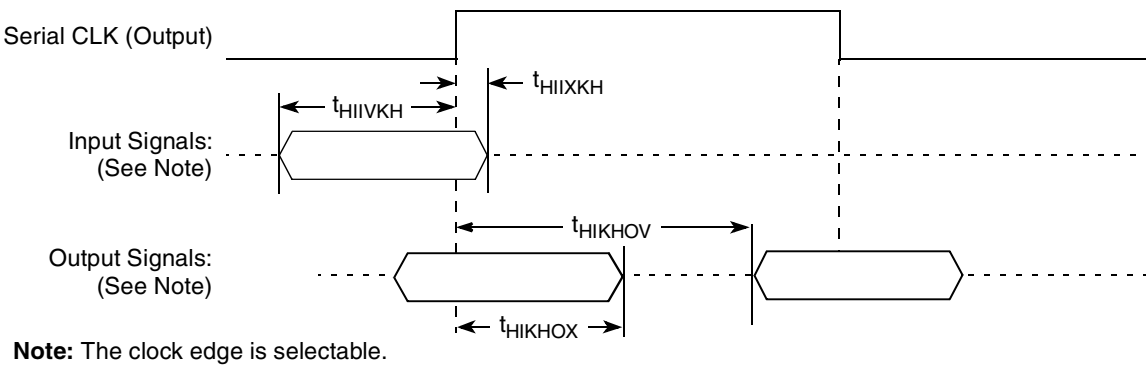 Serial CLK (Output)
tHIIXKH
tHIIVKH
Input Signals:
(See Note)
tHIKHOV
Output Signals:
(See Note)
tHIKHOX
Note: The clock edge is selectable.